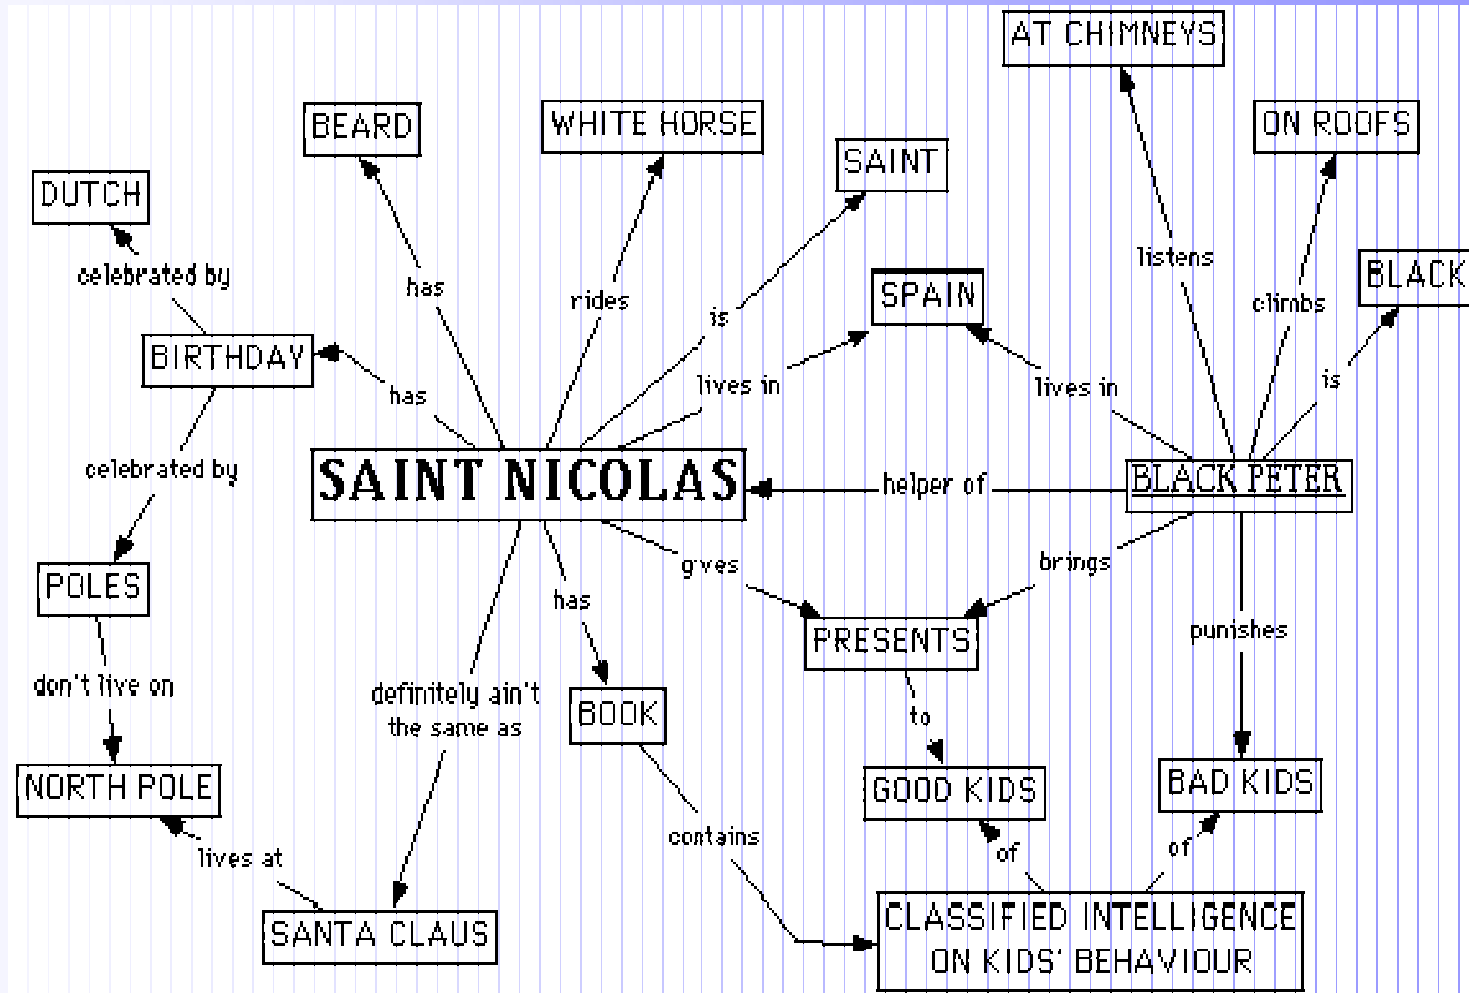 AT CHIMNEYS
BEARD
WHITE HORSE
ON ROOFS
SAINT
DUTCH
listens
BLACK
celebrated by
has
rides
is
SPAIN
climbs
BIRTHDAY
has
lives in
lives in
is
celebrated by
SAINT NICOLAS
helper of
BLACK PETER
POLES
has
gives
brings
PRESENTS
punishes
don't live on
definitely ain't
the same as
BOOK
to
NORTH POLE
GOOD KIDS
BAD KIDS
contains
lives at
of
of
SANTA CLAUS
CLASSIFIED INTELLIGENCE
ON KIDS' BEHAVIOUR